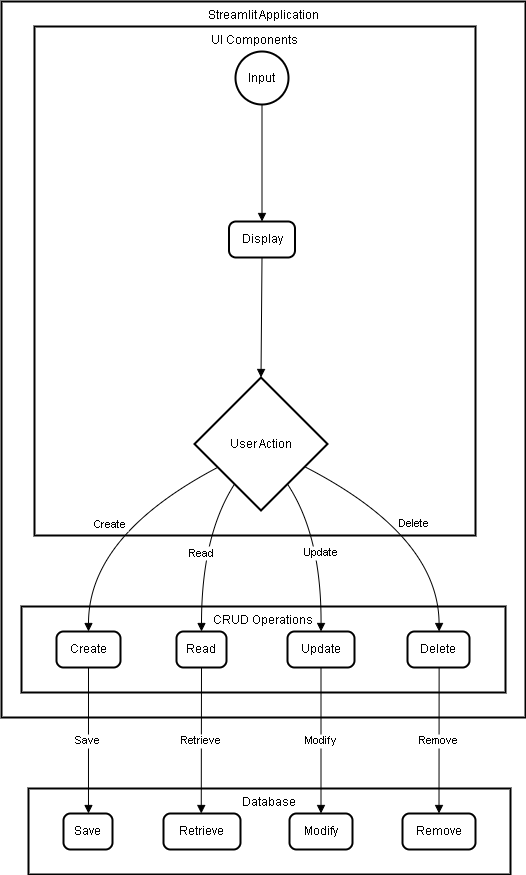 Streamlit Application
UI Components
Input
Display
User Action
Create
Delete
Read
Update
CRUD Operations
Create
Read
Update
Delete
Save
Retrieve
Modify
Remove
Database
Save
Retrieve
Modify
Remove